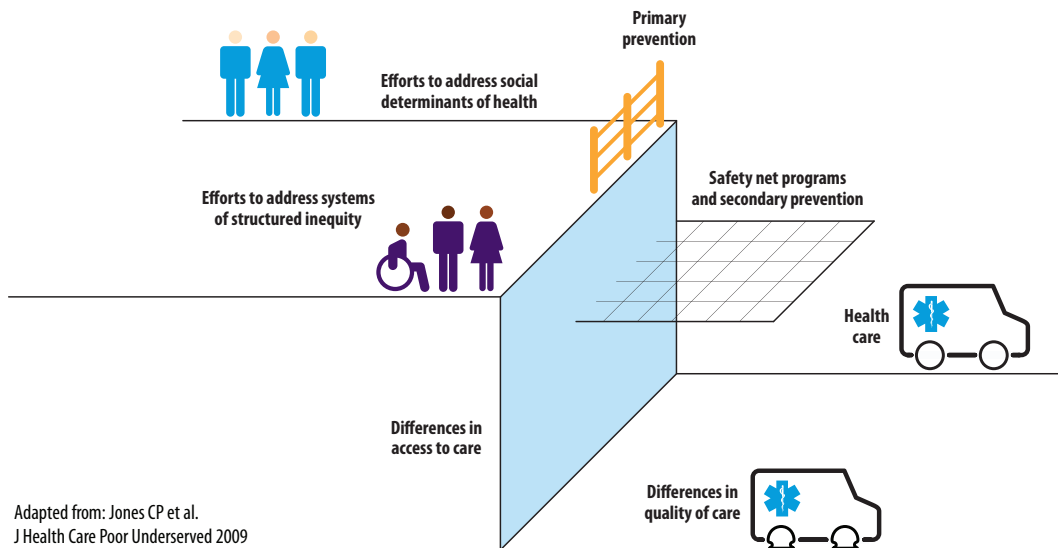 Primary
prevention
Efforts to address social
determinants of health
Efforts to address systems
of structured inequity
Safety net programs
and secondary prevention
Health
care
Differences in
access to care
Differences in
quality of care
Adapted from: Jones CP et al.
J Health Care Poor Underserved 2009